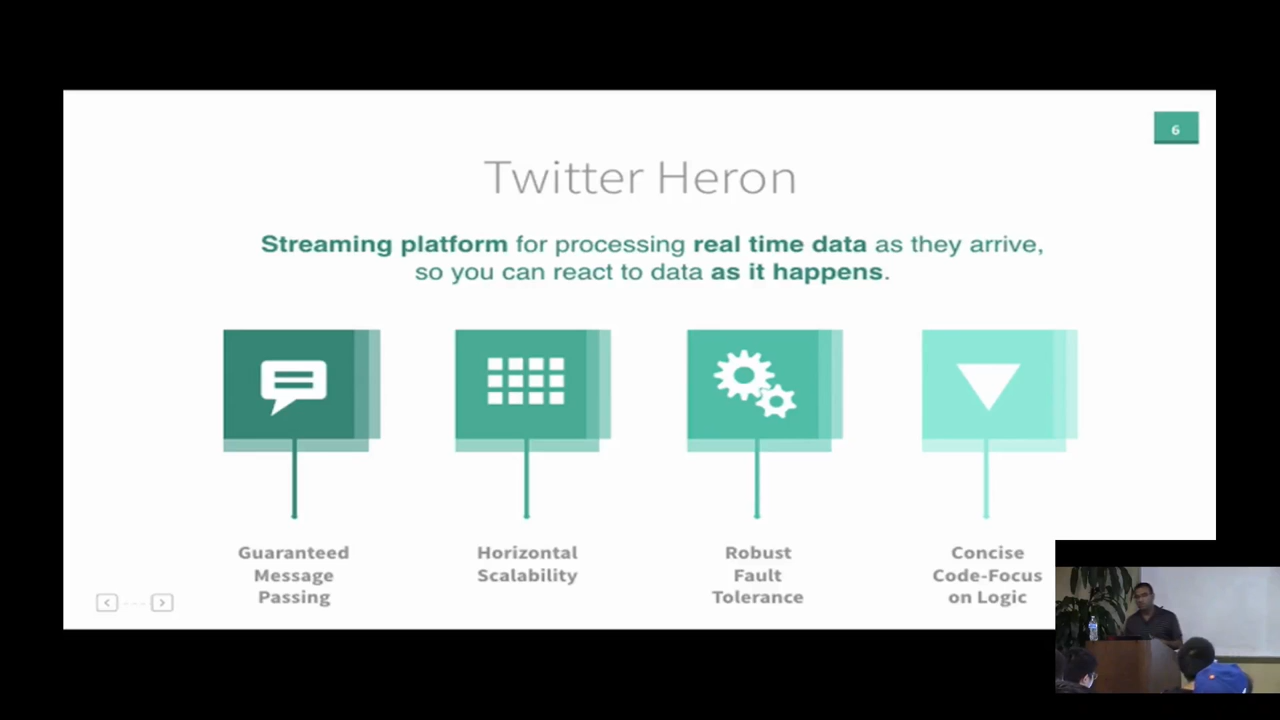 6
Twitter Heron
Streaming platform for processing real time data as they arrive,
so you can react to data as it happens.
Guaranteed
Message
Passing
Horizontal
Scalability
Robust
Fault
Tolerance
Concise
Code-Focus
on Logic